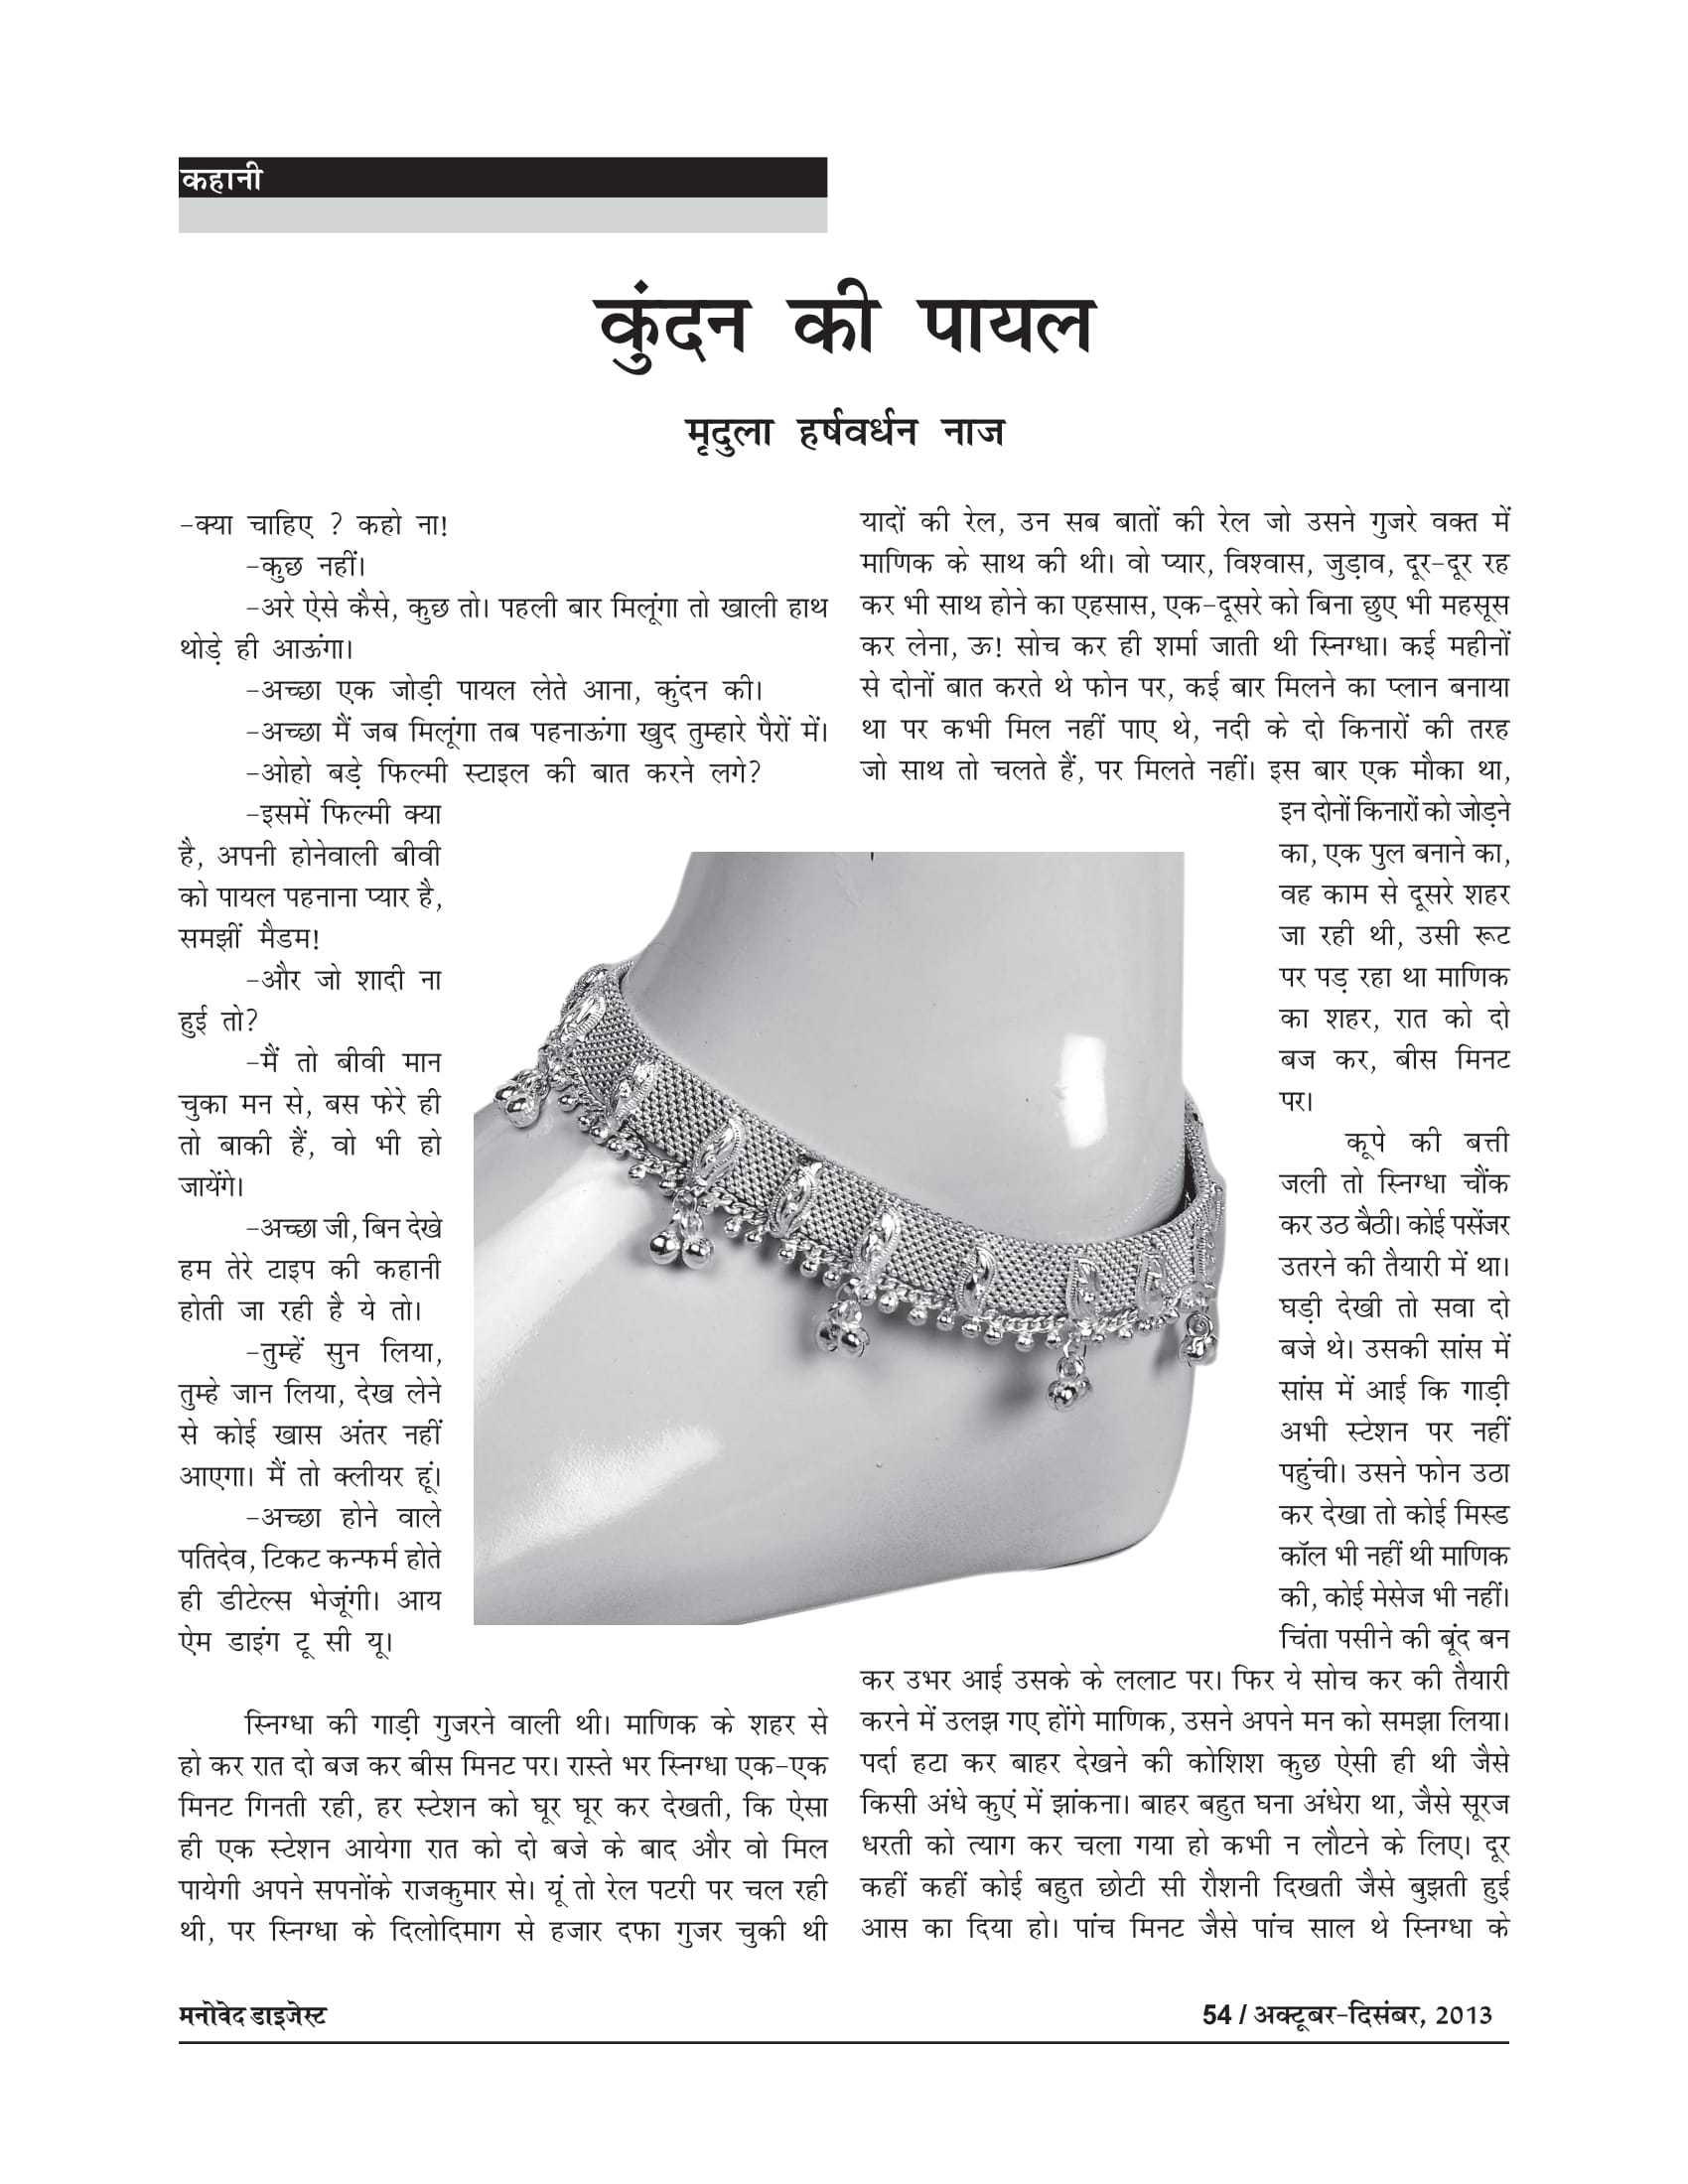 कहानी
कुंदन की पायल
मृदुला हर्षवर्धन नाज
-क्या चाहिए ? कहो ना!
-कुछ नहीं।
-अरे ऐसे कैसे, कुछ तो। पहली बार मिलूंगा तो खाली हाथ
थोड़े ही आऊंगा।
-अच्छा एक जोड़ी पायल लेते आना, कुंदन की।
-अच्छा मैं जब मिलूंगा तब पहनाऊंगा खुद तुम्हारे पैरों में।
-ओहो बड़े फिल्मी स्टाइल की बात करने लगे?
-इसमें फिल्मी क्या
है, अपनी होनेवाली बीवी
को पायल पहनाना प्यार है,
समझीं मैडम!
-और जो शादी ना
हुई तो?
-मैं तो बीवी मान
चुका मन से, बस फेरे ही
तो बाकी हैं, वो भी हो
जायेंगे।
-अच्छा जी, बिन देखे
हम तेरे टाइप की कहानी
होती जा रही है ये तो।
-तुम्हें सुन लिया,
तुम्हे जान लिया, देख लेने
से कोई खास अंतर नहीं
आएगा। मैं तो क्लीयर हूं।
-अच्छा होने वाले
पतिदेव, टिकट कन्फर्म होते
ही डीटेल्स भेजूंगी। आय
ऐम डाइंग टू सी यू।
स्निग्धा की गाड़ी गुजरने वाली थी। माणिक के शहर से
हो कर रात दो बज कर बीस मिनट पर। रास्ते भर स्निग्धा एक-एक
मिनट गिनती रही, हर स्टेशन को घूर घूर कर देखती, कि ऐसा
ही एक स्टेशन आयेगा रात को दो बजे के बाद और वो मिल
पायेगी अपने सपनोंके राजकुमार से। यूं तो रेल पटरी पर चल रही
थी, पर स्निग्धा के दिलोदिमाग से हजार दफा गुजर चुकी थी
यादों की रेल, उन सब बातों की रेल जो उसने गुजरे वक्त में
माणिक के साथ की थी। वो प्यार, विश्वास, जुड़ाव, दूर-दूर रह
कर भी साथ होने का एहसास, एक-दूसरे को बिना छुए भी महसूस
कर लेना, ऊ! सोच कर ही शर्मा जाती थी स्निग्धा। कई महीनों
से दोनों बात करते थे फोन पर, कई बार मिलने का प्लान बनाया
था पर कभी मिल नहीं पाए थे, नदी के दो किनारों की तरह
जो साथ तो चलते हैं, पर मिलते नहीं। इस बार एक मौका था,
इन दोनों किनारों को जोड़ने
का, एक पुल बनाने का,
वह काम से दूसरे शहर
जा रही थी, उसी रूट
पर पड़ रहा था माणिक
का शहर, रात को दो
बज कर, बीस मिनट
पर।
कूपे की बत्ती
जली तो स्निग्धा चौंक
कर उठ बैठी। कोई पसेंजर
उतरने की तैयारी में था।
घड़ी देखी तो सवा दो
बजे थे। उसकी सांस में
सांस में आई कि गाड़ी
अभी स्टेशन पर नहीं
पहुंची। उसने फोन उठा
कर देखा तो कोई मिस्ड
कॉल भी नहीं थी माणिक
की, कोई मेसेज भी नहीं।
चिंता पसीने की बूंद बन
कर उभर आई उसके के ललाट पर। फिर ये सोच कर की तैयारी
करने में उलझ गए होंगे माणिक, उसने अपने मन को समझा लिया।
पर्दा हटा कर बाहर देखने की कोशिश कुछ ऐसी ही थी जैसे
किसी अंधे कुएं में झांकना। बाहर बहुत घना अंधेरा था, जैसे सूरज
धरती को त्याग कर चला गया हो कभी न लौटने के लिए। दूर
कहीं कहीं कोई बहुत छोटी सी रौशनी दिखती जैसे बुझती हुई
आस का दिया हो। पांच मिनट जैसे पांच साल थे स्निग्धा के
मनोवेद डाइजेस्ट
54 / अक्टूबर-दिसंबर, 2013